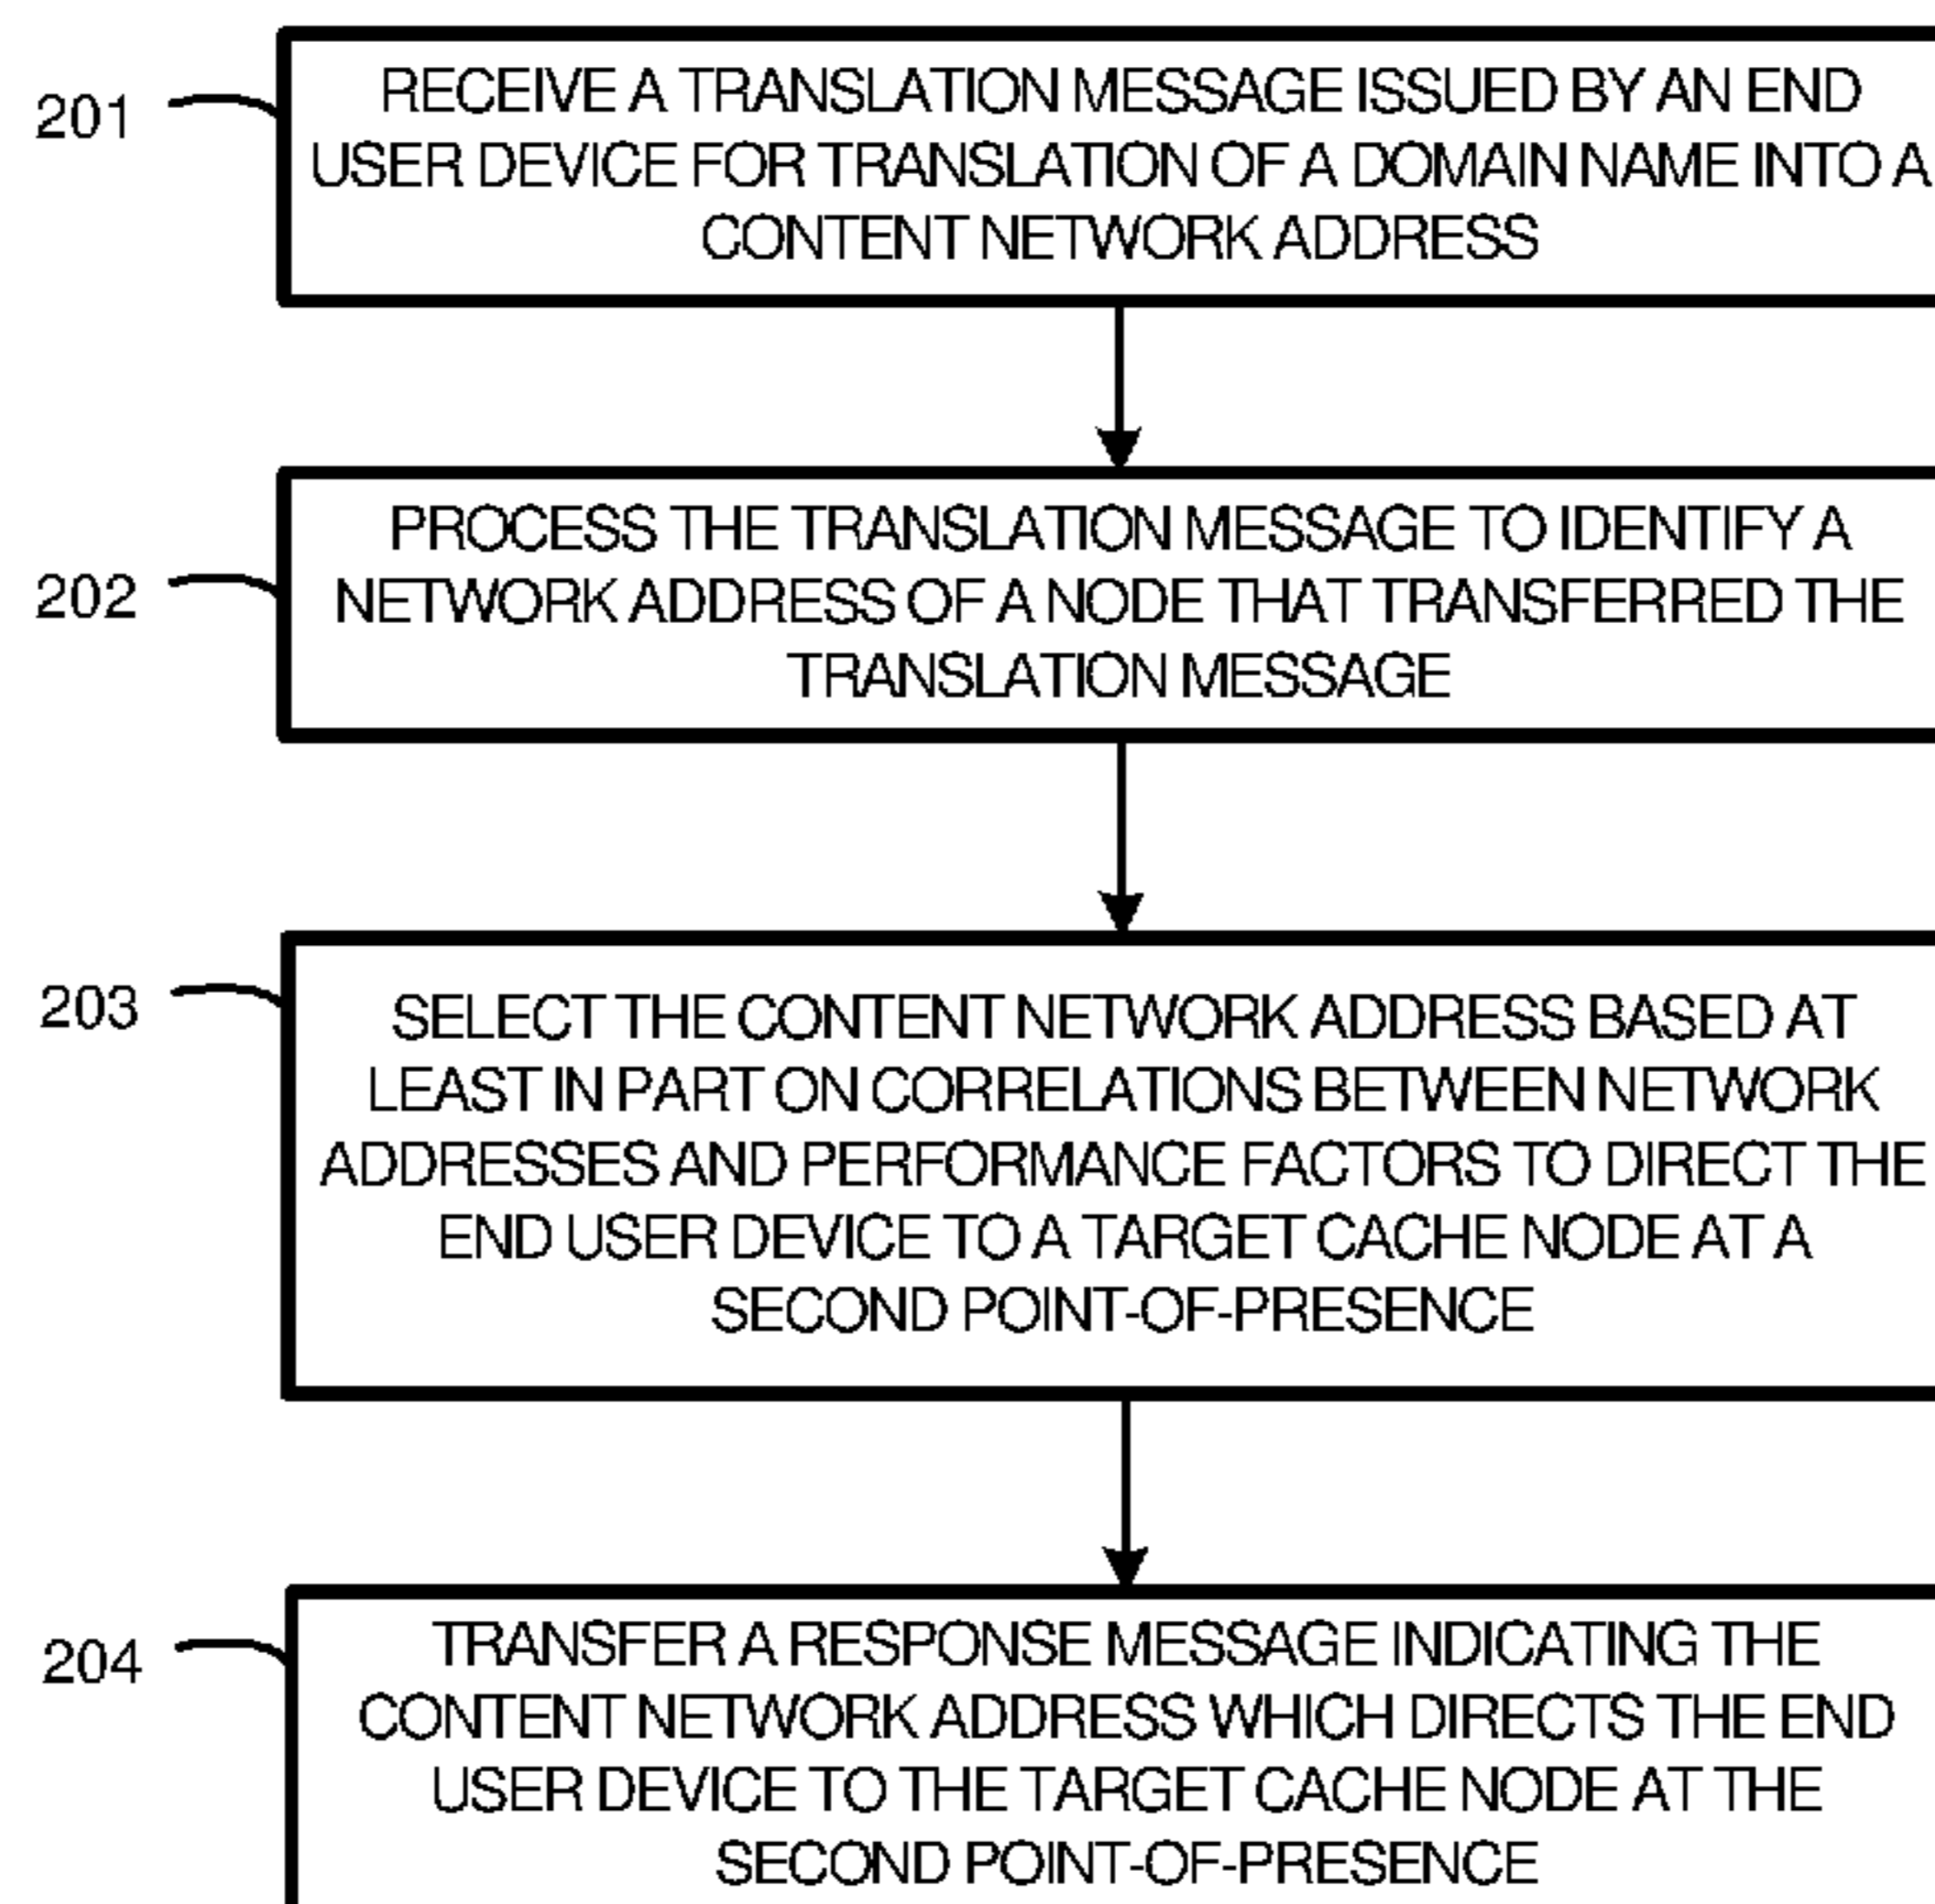 201
RECEIVE A TRANSLATION MESSAGE ISSUED BY AN END
USER DEVICE FOR TRANSLATION OF A DOMAIN NAME INTO A
CONTENT NETWORK ADDRESS
202
PROCESS THE TRANSLATION MESSAGE TO IDENTIFY A
NETWORK ADDRESS OF A NODE THAT TRANSFERRED THE
TRANSLATION MESSAGE
203
SELECT THE CONTENT NETWORK ADDRESS BASED AT
LEAST IN PART ON CORRELATIONS BETWEEN NETWORK
ADDRESSES AND PERFORMANCE FACTORS TO DIRECT THE
END USER DEVICE TO A TARGET CACHE NODE AT A
SECOND POINT-OF-PRESENCE
204
TRANSFER A RESPONSE MESSAGE INDICATING THE
CONTENT NETWORK ADDRESS WHICH DIRECTS THE END
USER DEVICE TO THE TARGET CACHE NODE AT THE
SECOND POINT-OF-PRESENCE